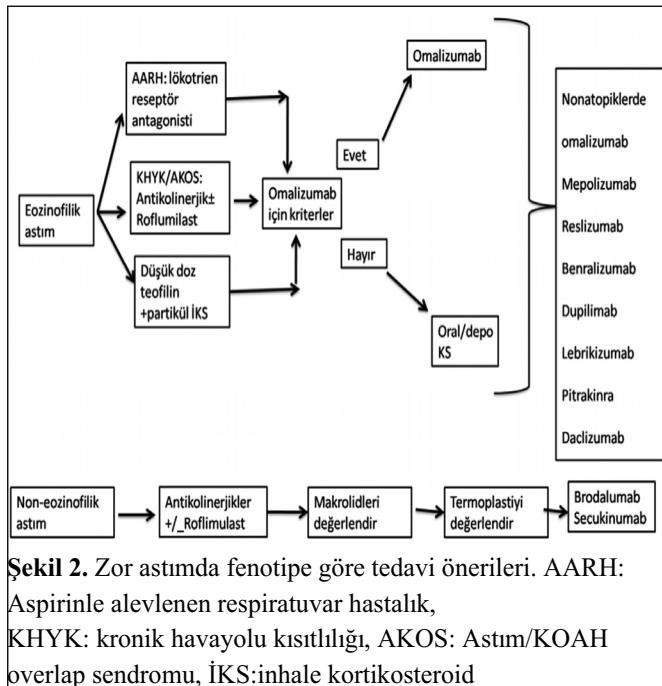 AARH: lökotrien
reseptör
antagonisti
KHYK/AKOS:
Antikolinerjik±
Roflumilast
Eozinofilik
astım
Düşük doz
teofilin
+partikül İKS
Omalizumab
için kriterler
Evet
Omalizumab
Hayır
Oral/depo
KS
Nonatopiklerde
omalizumab
Mepolizumab
Reslizumab
Benralizumab
Dupilimab
Lebrikizumab
Pitrakinra
Daclizumab
Non-eozinofilik
astım
Antikolinerjikler
+/_Roflimulast
Makrolidleri
değerlendir
Termoplastiyi
değerlendir
Brodalumab
Secukinumab
Şekil 2. Zor astımda fenotipe göre tedavi önerileri. AARH:
Aspirinle alevlenen respiratuvar hastalık,
KHYK: kronik havayolu kısıtlılığı, AKOS: Astım/KOAH
overlap sendromu, İKS:inhale kortikosteroid